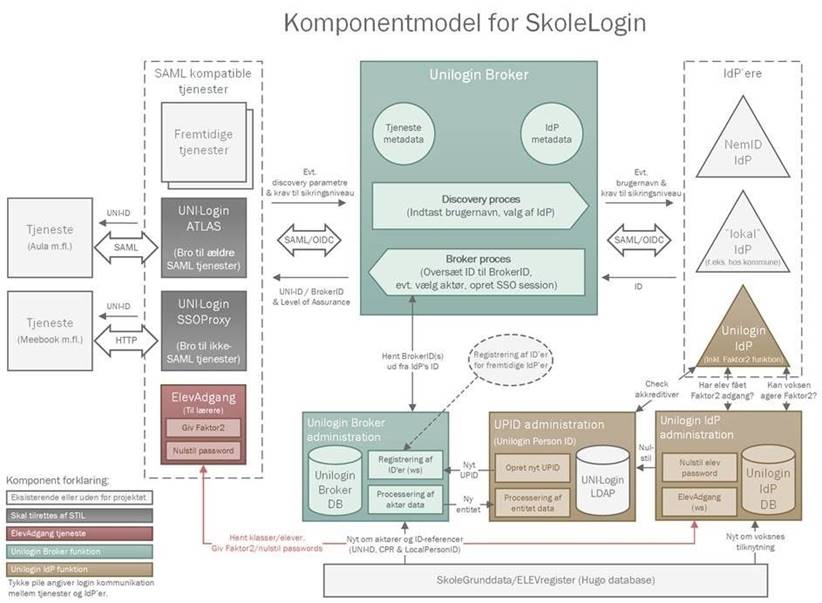 Komponentmodel for SkoleLogin
SAML kompatible
tjenester
Fremtidige
tjenester
Unilogin Broker
Tjeneste
metadata
IdP
metadata
IdP´ere
NemID
IdP
Evt.
discovery parametre
& krav til sikringsniveau
Discovery proces
(Indtast brugernavn, valg af IdP)
Evt.
brugernavn &
krav til sikringsniveau
Tjeneste
(Aula m.fl.)
UNI-ID
SAML
UNI-Login
ATLAS
(Bro til ældre
SAML tjenester)
SAML/OIDC
SAML/OIDC
"lokal"
IdP
(f.eks. hos kommune)
Broker proces
(Oversæt ID til BrokerID,
evt. vælg aktør, opret SSO session)
UNI-ID / BrokerID
& Level of Assurance
ID
Tjeneste
(Meebook m.fl.)
UNI-ID
HTTP
UNI-Login
SSOProxy
(Bro til ikke-
SAML tjenester)
Unilogin
IdP
(Inkl. Faktor2 funktion)
Hent BrokerID(s)
ud fra IdP's ID
Registrering af ID´er
for fremtidige IdP´er
ElevAdgang
(Til lærere)
Giv Faktor2
Nulstil password
Check
akkreditiver
Har elev fået
Faktor2 adgang?
Kan voksen
agere Faktor2?
Unilogin Broker
administration
Unilogin
Broker
DB
Registrering af
ID'er (ws)
Processering af
aktør data
Nyt
UPID
Ny
entitet
UPID administration
(Unilogin Person ID)
Opret nyt UPID
Processering af
entitet data
UNI-Login
LDAP
Nul-
stil
Unilogin IdP
administration
Nulstil elev
password
ElevAdgang
(ws)
Unilogin
IdP
DB
Komponent forklaring:
Eksisterende eller uden for projektet
Skal tilrettes af STIL
ElevAdgang tjeneste
Unilogin Broker funktion
Unilogin IdP funktion
Tykke pile angiver login kommunikation
mellem tjenester og IdP´er.
Hent klasser/elever.
Giv Faktor2/nulstil passwords
Nyt om aktører og ID-referencer
(UNI-ID, CPR & LocalPersonID)
Nyt om voksnes
tilknytning
SkoleGrunddata/ELEVregister (Hugo database)